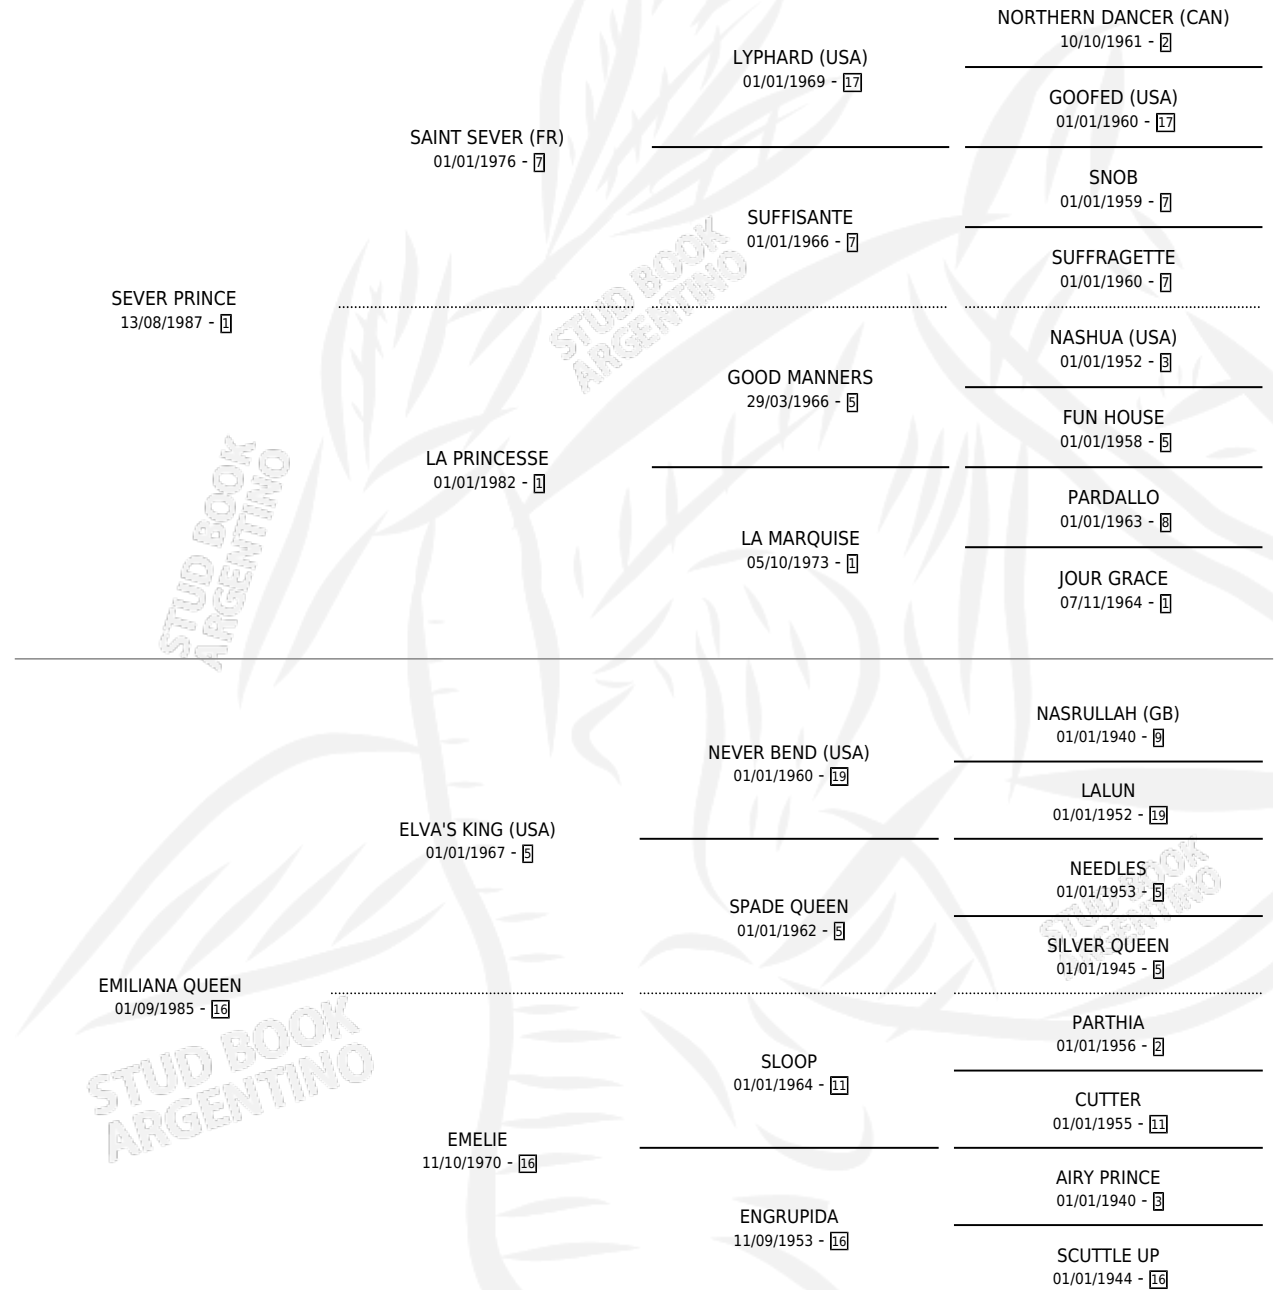 NORTHERN DANCER (CAN)
10/10/1961 - 2
LYPHARD (USA)
01/01/1969 - 17
GOOFED (USA)
01/01/1960 - 17
SAINT SEVER (FR)
01/01/1976 - 7
SNOB
01/01/1959 - 7
SUFFISANTE
01/01/1966 - 7
SUFFRAGETTE
01/01/1960 - 7
SEVER PRINCE
13/08/1987 - 1
NASHUA (USA)
01/01/1952 - 3
GOOD MANNERS
29/03/1966 - 5
FUN HOUSE
01/01/1958 - 5
LA PRINCESSE
01/01/1982 - 1
PARDALLO
01/01/1963 - 8
LA MARQUISE
05/10/1973 - 1
JOUR GRACE
07/11/1964 - 1
STUD BOOK
ARGENTINO
STUD BOOK
ARGENTINO
NASRULLAH (GB)
01/01/1940 - 9
NEVER BEND (USA)
01/01/1960 - 19
LALUN
01/01/1952 - 19
ELVA'S KING (USA)
01/01/1967 - 5
NEEDLES
01/01/1953 - 5
SPADE QUEEN
01/01/1962 - 5
SILVER QUEEN
01/01/1945 - 5
EMILIANA QUEEN
01/09/1985 - 16
PARTHIA
01/01/1956 - 2
SLOOP
01/01/1964 - 11
CUTTER
01/01/1955 - 11
EMELIE
11/10/1970 - 16
AIRY PRINCE
01/01/1940 - 3
ENGRUPIDA
11/09/1953 - 16
SCUTTLE UP
01/01/1944 - 16
STUD BOOK
ARGENTINO
STUD BOOK
ARGENTINO